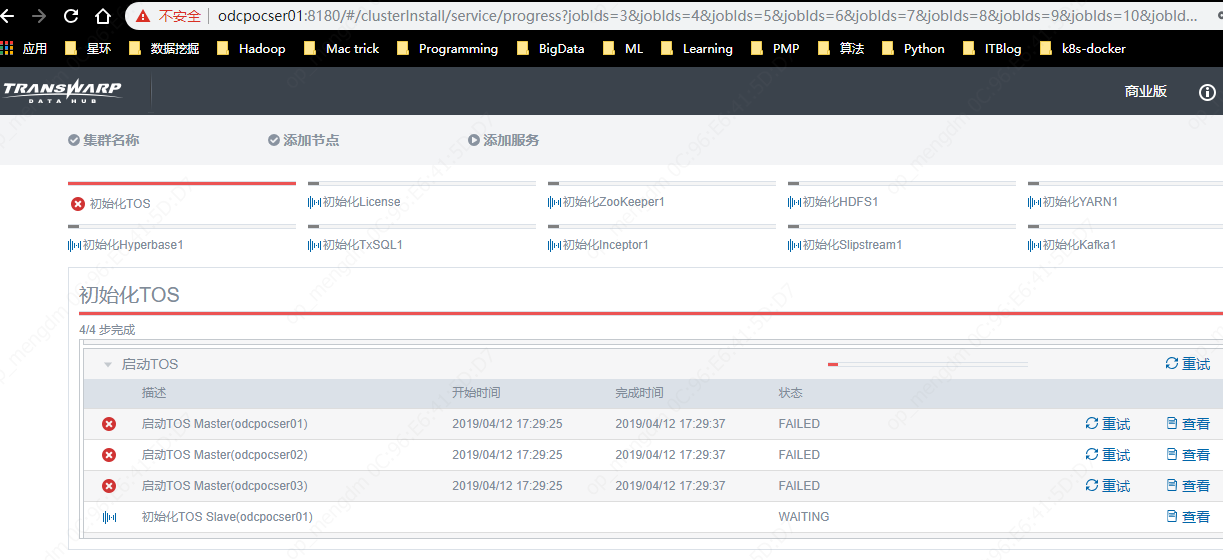 不安全 odcpocser01:8180/#/clusterInstall/service/progress?jobIds=3&jobIds=4&jobIds=5&jobIds=6&jobIds=7&jobIds=8&jobIds=9&jobIds=10&jobId...
应用 星环 数据挖掘 Hadoop Mac trick Programming BigData ML Learning PMP 算法 Python ITBlog k8s-docker
TRANSWARP 商业版
DATA HUB
集群名称 添加节点 添加服务
初始化TOS 初始化License 初始化ZooKeeper1 初始化HDFS1 初始化YARN1
初始化Hyperbase1 初始化TxSQL1 初始化Inceptor1 初始化Slipstream1 初始化Kafka1
初始化TOS
4/4 步完成
启动TOS 重试
描述 开始时间 完成时间 状态
启动TOS Master(odcpocser01) 2019/04/12 17:29:25 2019/04/12 17:29:37 FAILED 重试 查看
启动TOS Master(odcpocser02) 2019/04/12 17:29:25 2019/04/12 17:29:37 FAILED 重试 查看
启动TOS Master(odcpocser03) 2019/04/12 17:29:25 2019/04/12 17:29:37 FAILED 重试 查看
初始化TOS Slave(odcpocser01) WAITING 查看